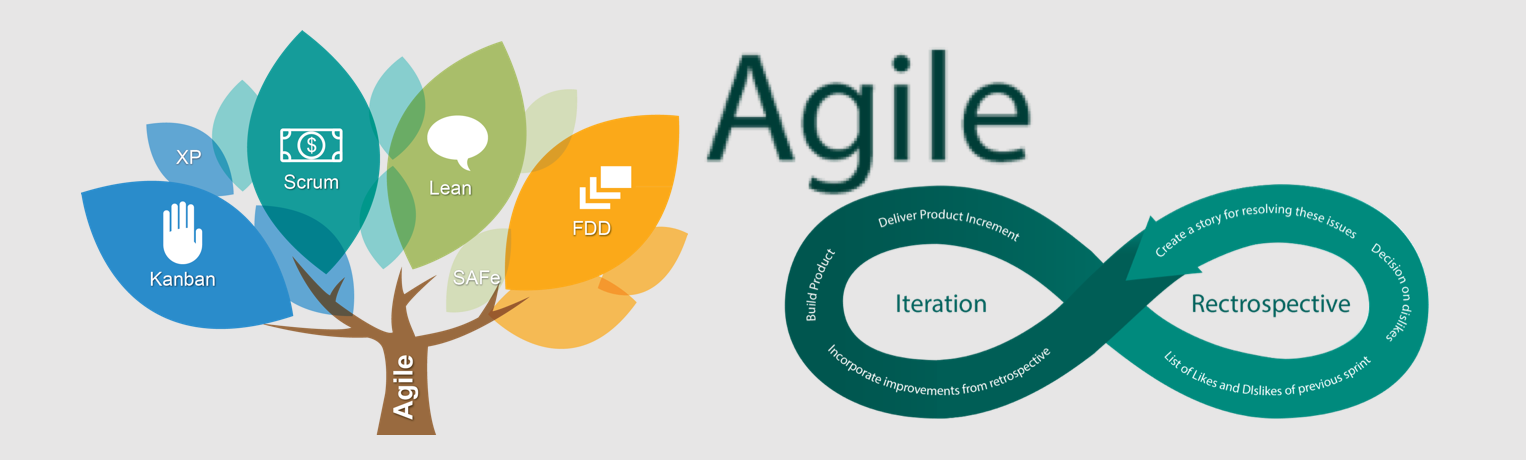 XP
Scrum
Lean
Kanban
FDD
SAFe
Agile
Agile
Iteration
Build Product
Deliver Product Increment
Incorporate improvements from retrospective
Rectrospective
Create a story for resolving these issues
Decision on dislikes
List of Likes and DIslikes of previous sprint